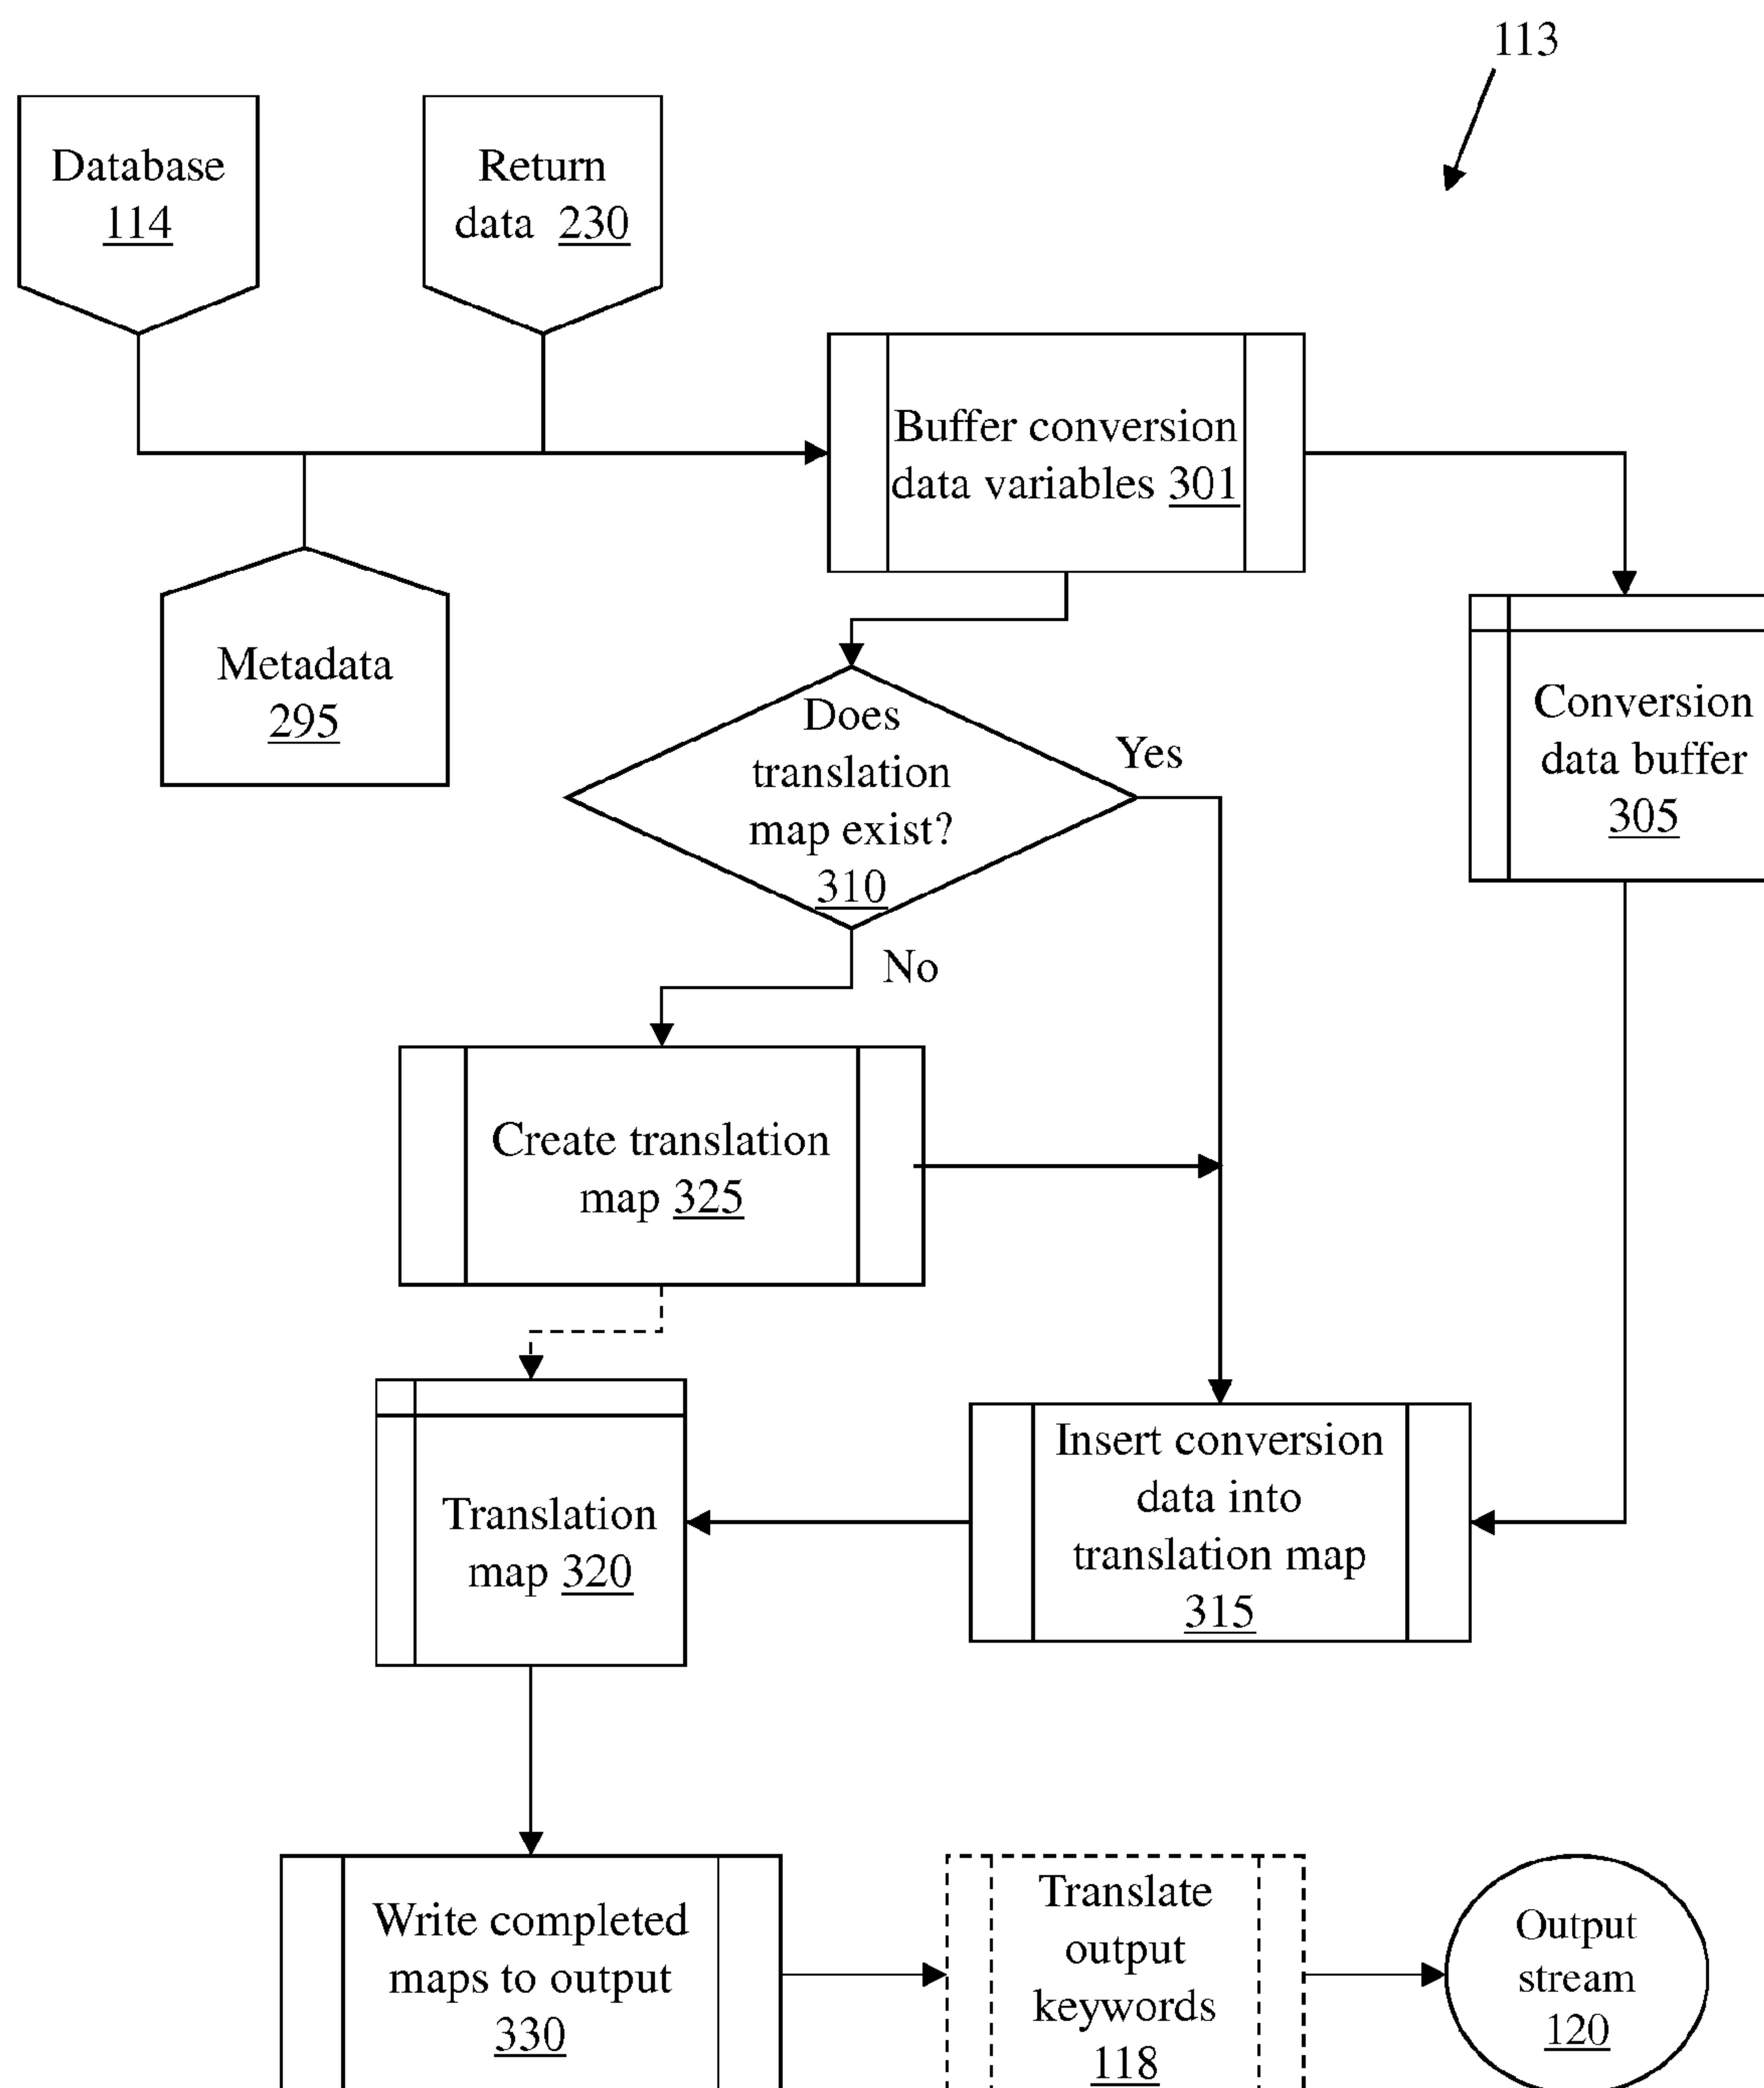 113
Database
114
Return
data 230
Buffer conversion
data variables 301
Metadata
295
Does
translation
map exist?
310
Yes
No
Conversion
data buffer
305
Create translation
map 325
Translation
map 320
Insert conversion
data into
translation map
315
Write completed
maps to output
330
Translate
output
keywords
118
Output
stream
120